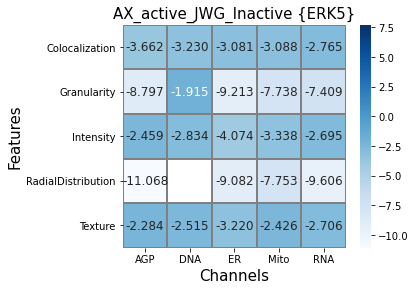 AX_active_JWG_Inactive {ERK5}
Features
Colocalization -3.662 -3.230 -3.081 -3.088 -2.765
Granularity -8.797 -1.915 -9.213 -7.738 -7.409
Intensity -2.459 -2.834 -4.074 -3.338 -2.695
RadialDistribution -11.068 -9.082 -7.753 -9.606
Texture -2.284 -2.515 -3.220 -2.426 -2.706
AGP DNA ER Mito RNA
Channels
7.5
5.0
2.5
0.0
-2.5
-5.0
-7.5
-10.0